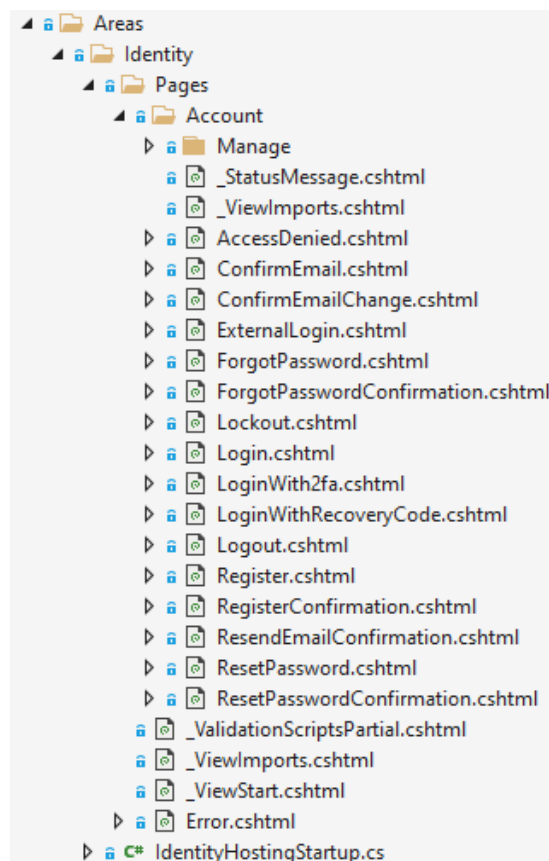 Areas
Identity
Pages
Account
Manage
_StatusMessage.cshtml
_ViewImports.cshtml
AccessDenied.cshtml
ConfirmEmail.cshtml
ConfirmEmailChange.cshtml
ExternalLogin.cshtml
ForgotPassword.cshtml
ForgotPasswordConfirmation.cshtml
Lockout.cshtml
Login.cshtml
LoginWith2fa.cshtml
LoginWithRecoveryCode.cshtml
Logout.cshtml
Register.cshtml
RegisterConfirmation.cshtml
ResendEmailConfirmation.cshtml
ResetPassword.cshtml
ResetPasswordConfirmation.cshtml
_ValidationScriptsPartial.cshtml
_ViewImports.cshtml
_ViewStart.cshtml
Error.cshtml
C# IdentityHostingStartup.cs